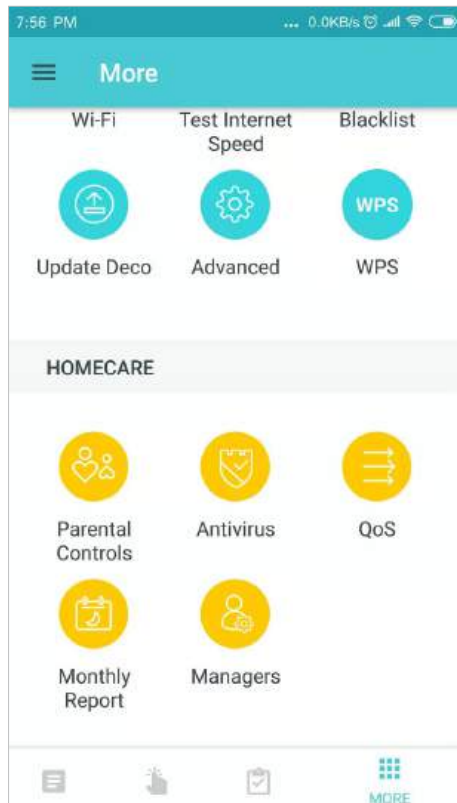 7:56 PM ... 0.0KB/s
More
Wi-Fi Test Internet Blacklist
Speed
WPS
Update Deco Advanced WPS
HOMECARE
Parental Antivirus QoS
Controls
Monthly Managers
Report
MORE